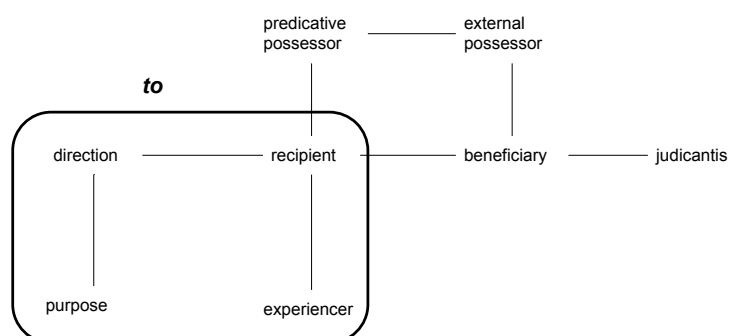 predicative
possessor
external
possessor
to
direction
recipient
beneficiary
judicantis
purpose
experiencer